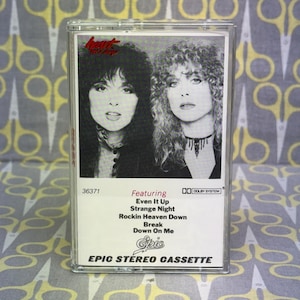 heart
36371
Featuring
DOLBY SYSTEM
Even It Up
Strange Night
Rockin Heaven Down
Break
Down On Me
Epic
EPIC STEREO CASSETTE